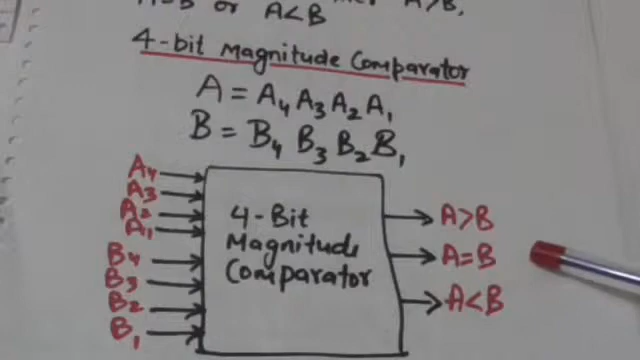 A=B or A<B
A>B,
4-bit Magnitude Comparator
A = A4 A3 A2 A1
B = B4 B3 B2 B1
A4
A3
A2
A1
B4
B3
B2
B1
4-Bit
Magnitude
Comparator
A>B
A=B
A<B